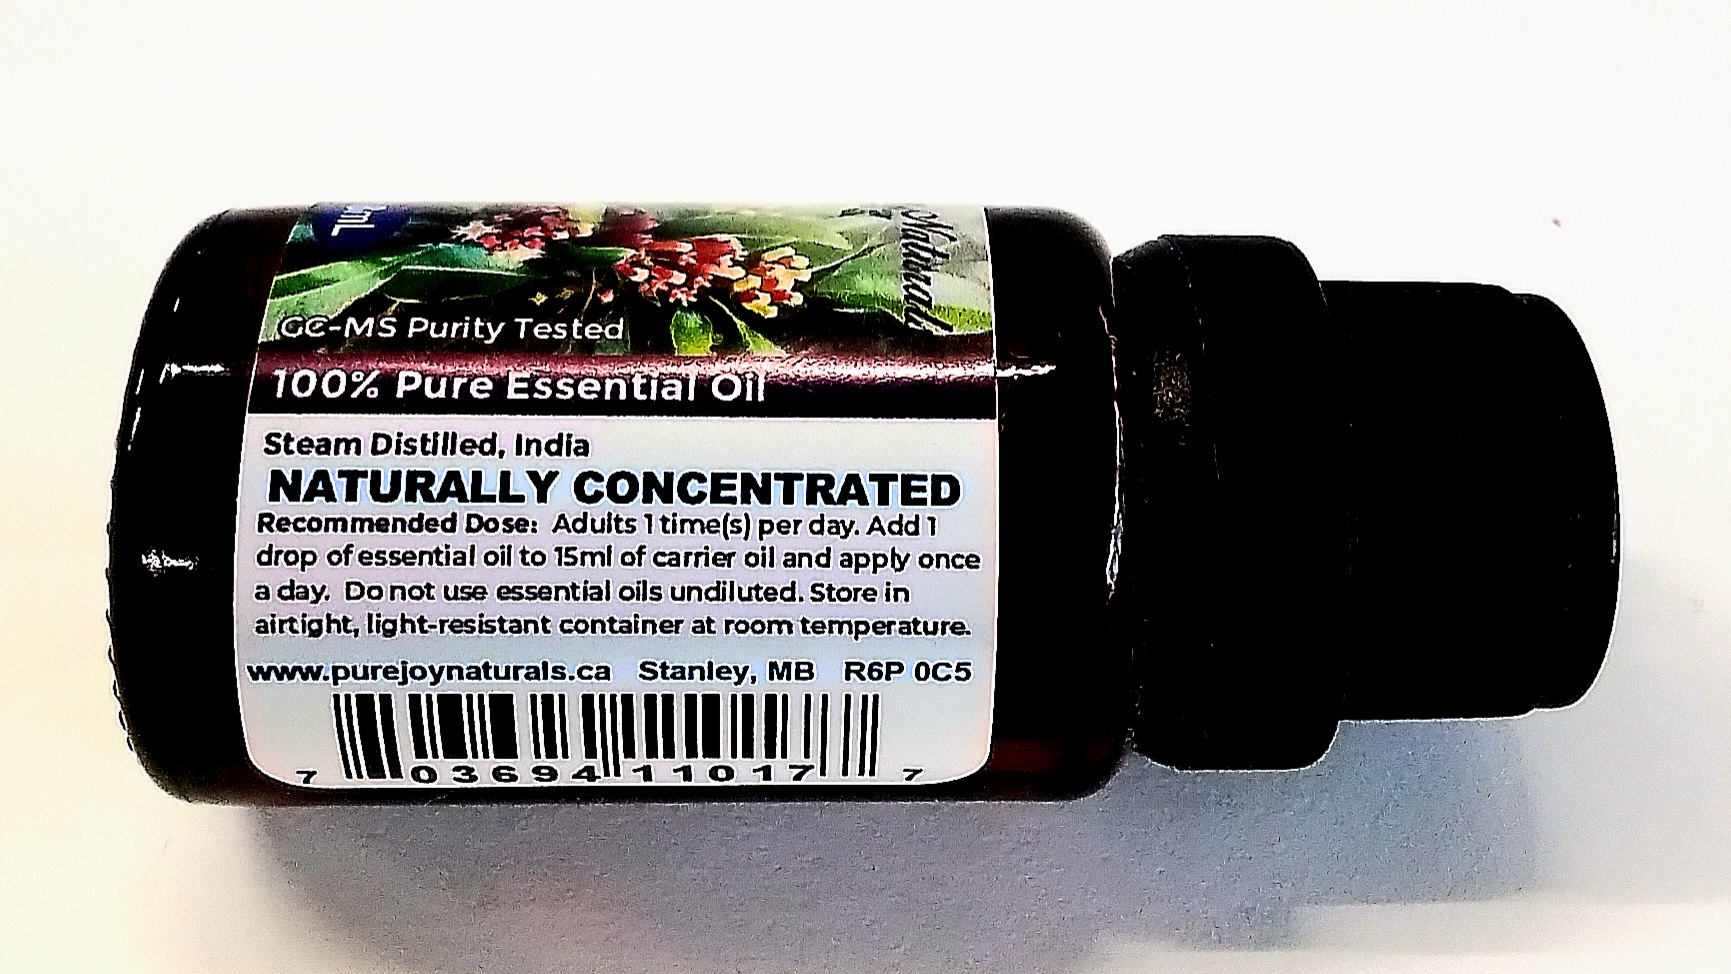 mL
Naturals
GC-MS Purity Tested
100% Pure Essential Oil
Steam Distilled, India
NATURALLY CONCENTRATED
Recommended Dose: Adults 1 time(s) per day. Add 1
drop of essential oil to 15ml of carrier oil and apply once
a day. Do not use essential oils undiluted. Store in
airtight, light-resistant container at room temperature.
www.purejoynaturals.ca Stanley, MB R6P 0C5
7 03694 11017 7